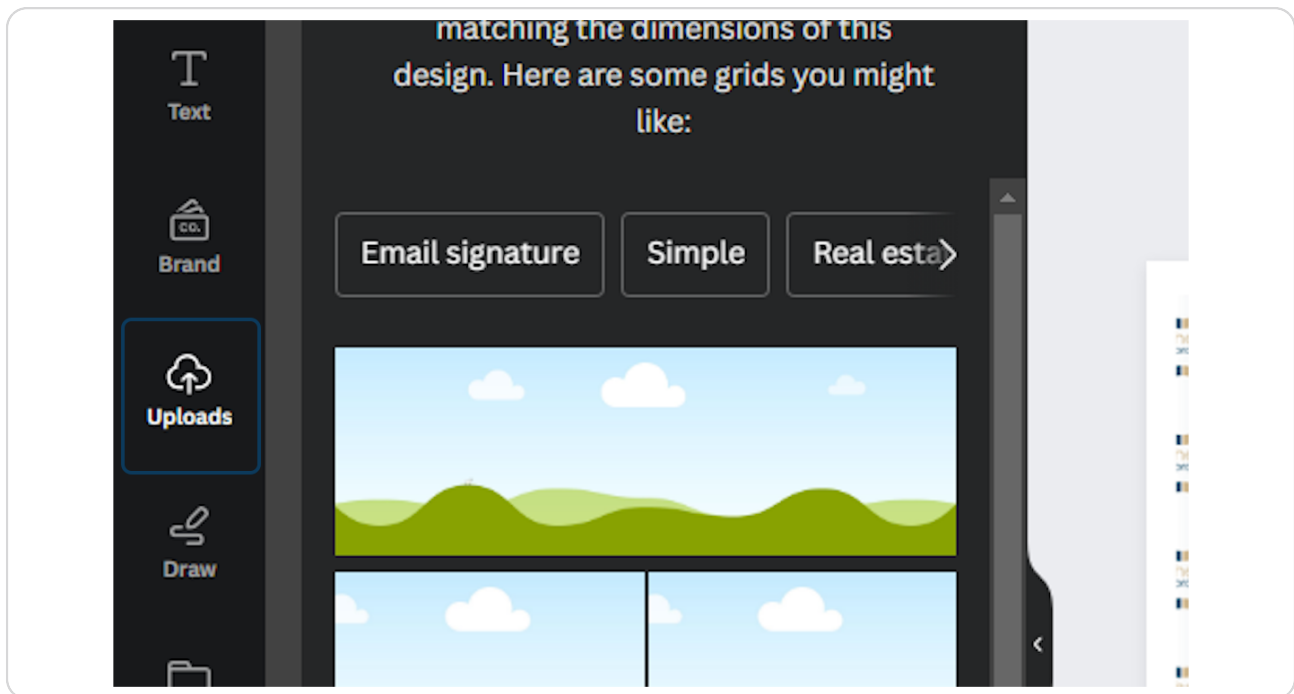 matching the dimensions of this
design. Here are some grids you might
like:
Text
CO.
Brand
Email signature
Simple
Real esta
Uploads
Draw